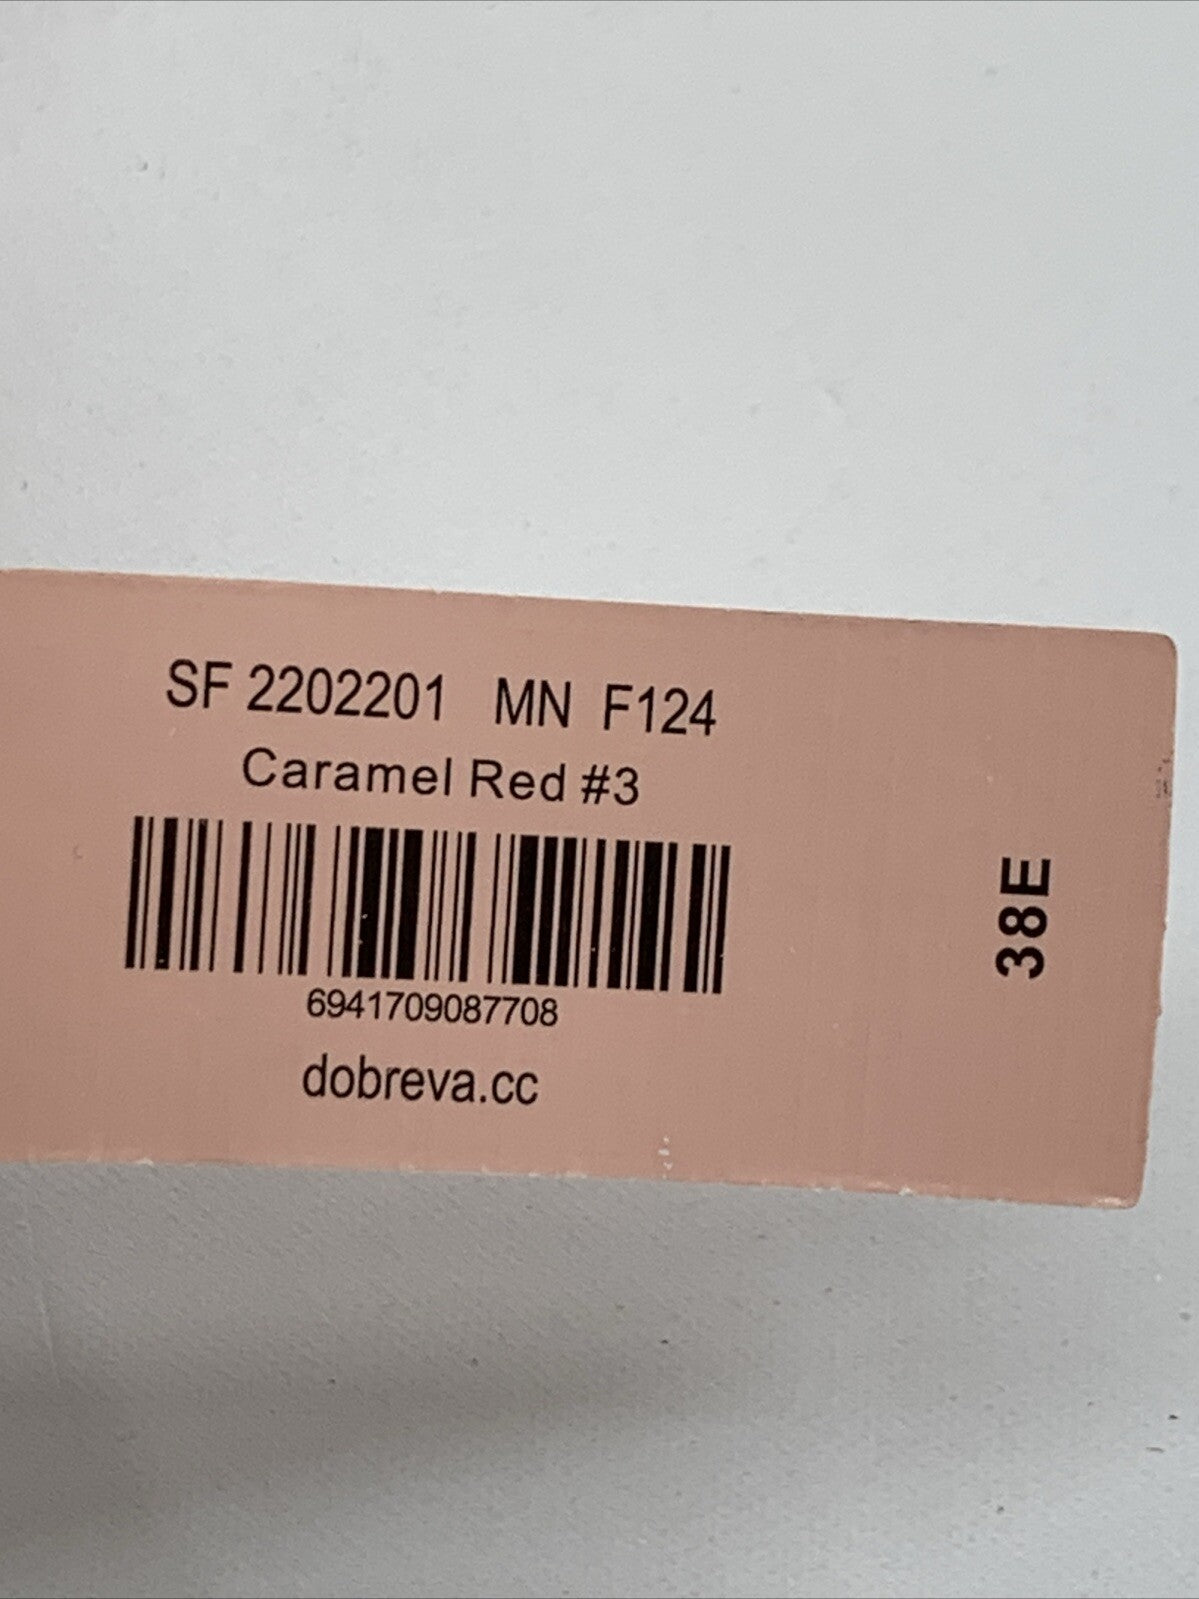 SF 2202201 MN F124
Caramel Red #3
6941709087708
dobreva.cc
38E